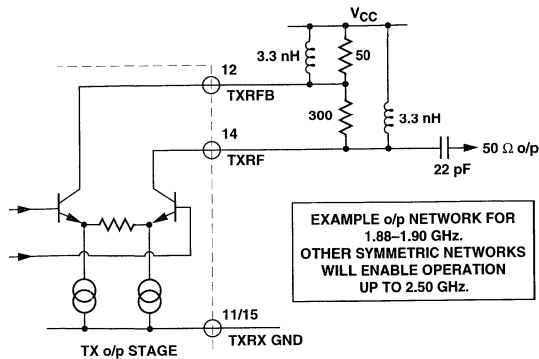 VCC
3.3 nH
50
12
TXRFB
300
3.3 nH
14
TXRF
50 Ω o/p
22 pF
EXAMPLE o/p NETWORK FOR
1.88–1.90 GHz.
OTHER SYMMETRIC NETWORKS
WILL ENABLE OPERATION
UP TO 2.50 GHz.
11/15
TXRX GND
TX o/p STAGE